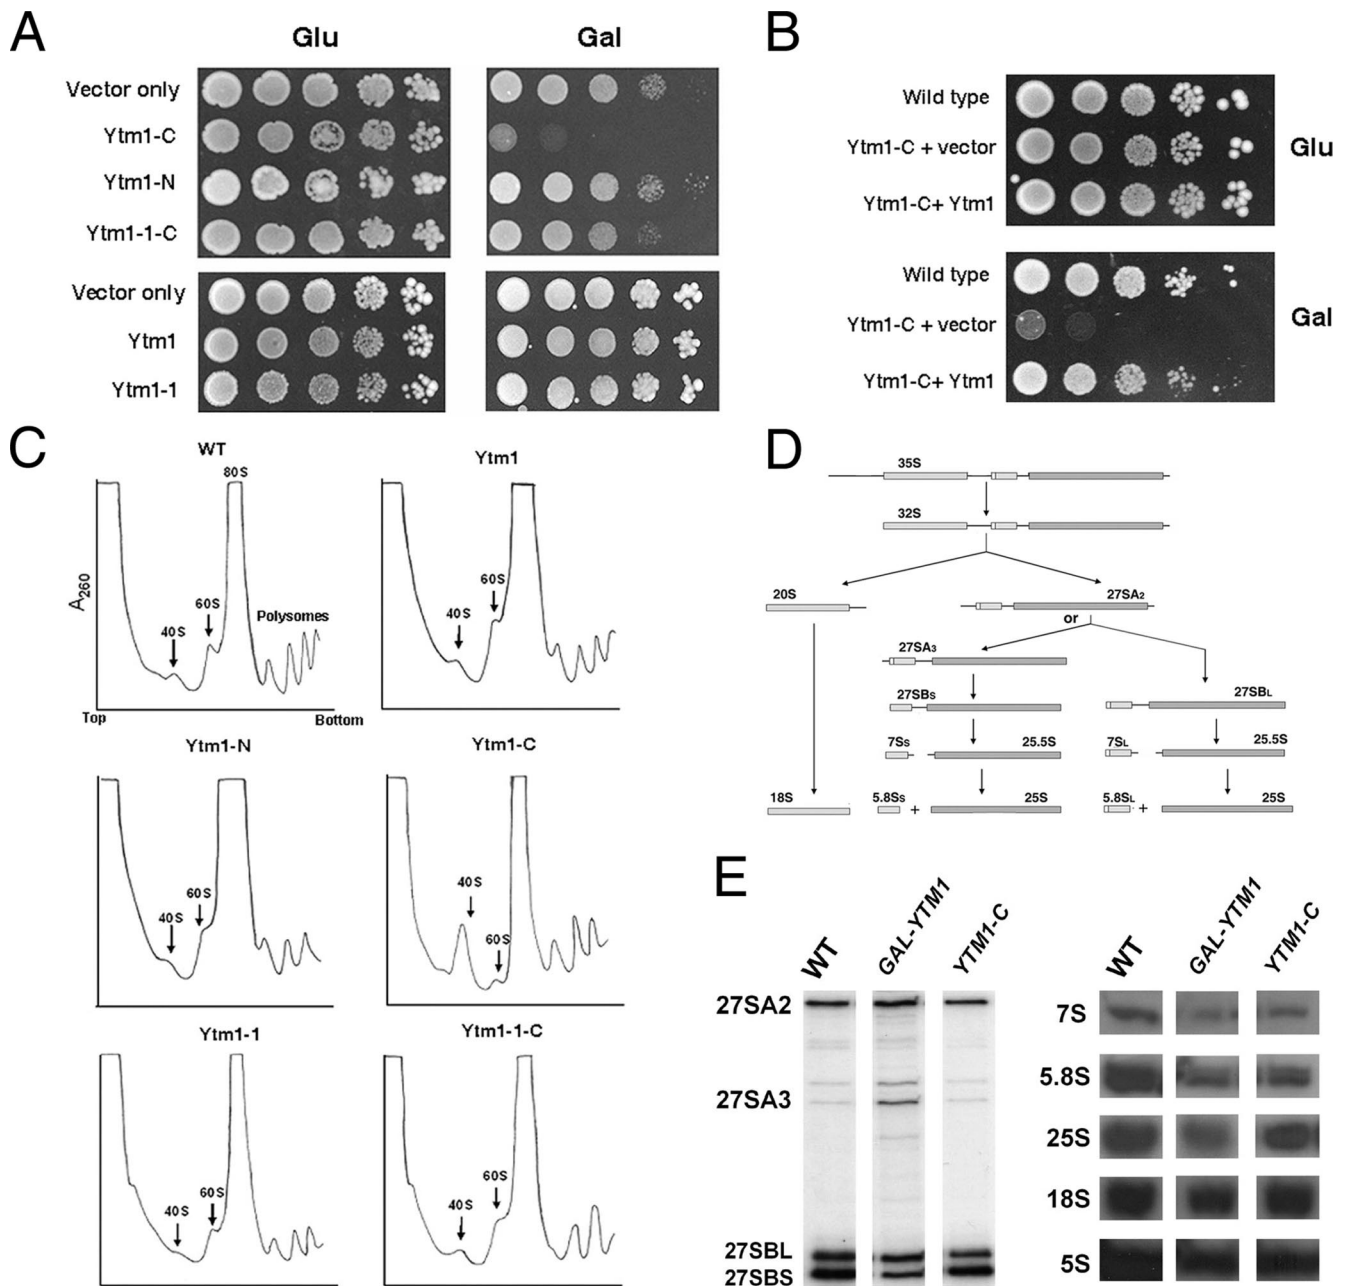 A
Glu
Gal
Vector only
Ytm1-C
Ytm1-N
Ytm1-1-C
Vector only
Ytm1
Ytm1-1
B
Wild type
Ytm1-C + vector
Ytm1-C+ Ytm1
Glu
Wild type
Ytm1-C + vector
Ytm1-C+ Ytm1
Gal
C
WT
80S
A260
40S
60S
Polysomes
Top
Bottom
Ytm1
40S
60S
Ytm1-N
40S
60S
Ytm1-C
40S
60S
Ytm1-1
40S
60S
Ytm1-1-C
40S
60S
D
35S
32S
20S
27SA2
or
27SA3
27SBS
27SBL
7SS
25.5S
7SL
25.5S
18S
5.8SS
+
25S
5.8SL
+
25S
E
WT
GAL-YTM1
YTM1-C
27SA2
27SA3
27SBL
27SBS
WT
GAL-YTM1
YTM1-C
7S
5.8S
25S
18S
5S